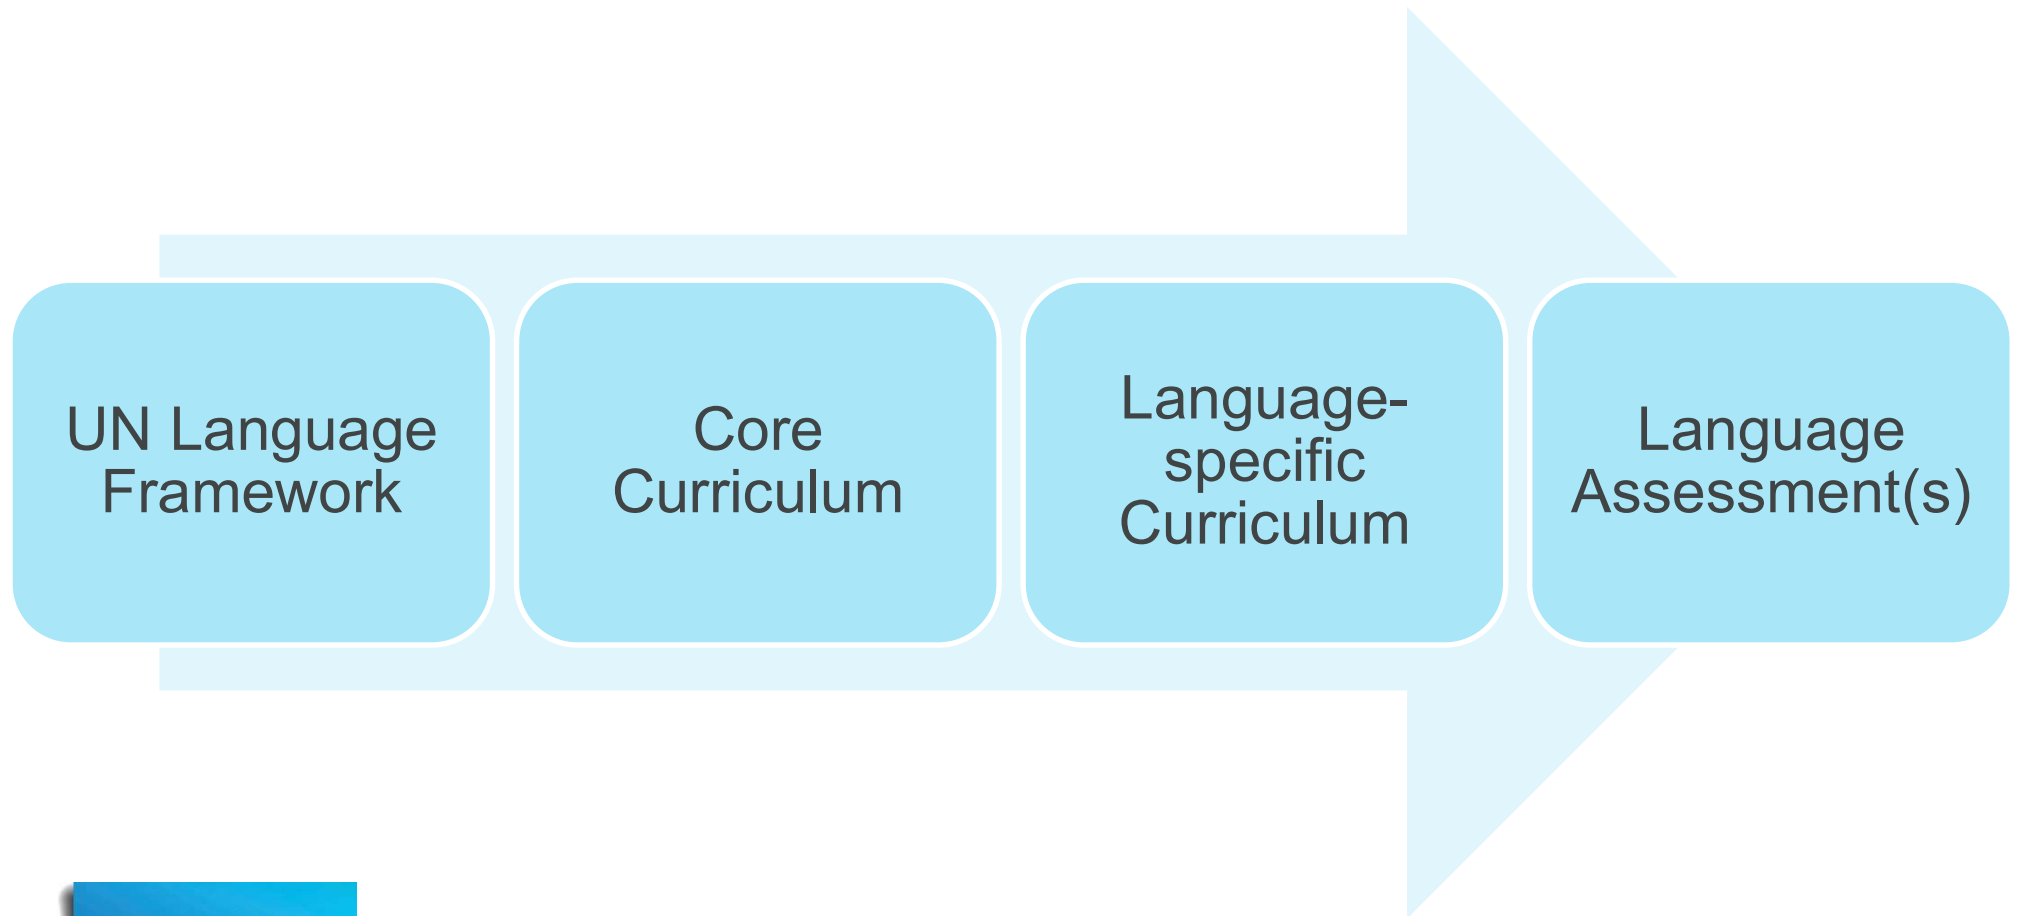 UN Language
Framework
Core
Curriculum
Language-
specific
Curriculum
Language
Assessment(s)